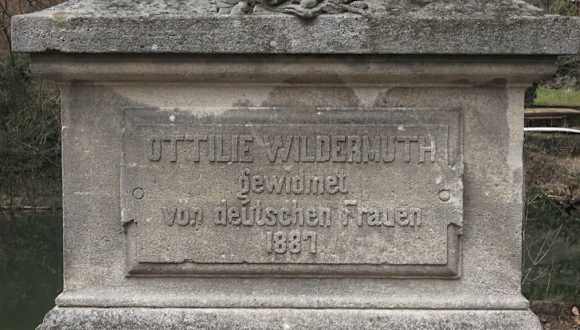 OTTILIE WILDERMUTH
gewidmet
von deutschen Frauen
1887